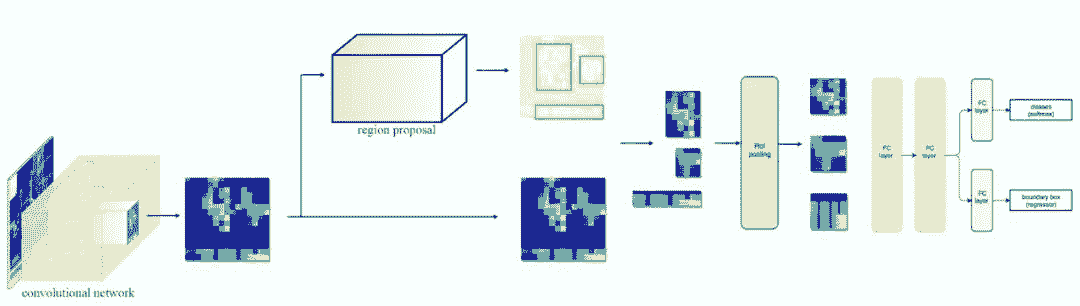 convolutional network
region proposal
RoI
pooling
FC
layer
FC
layer
FC
layer
classes
(softmax)
FC
layer
boundary box
(regressor)